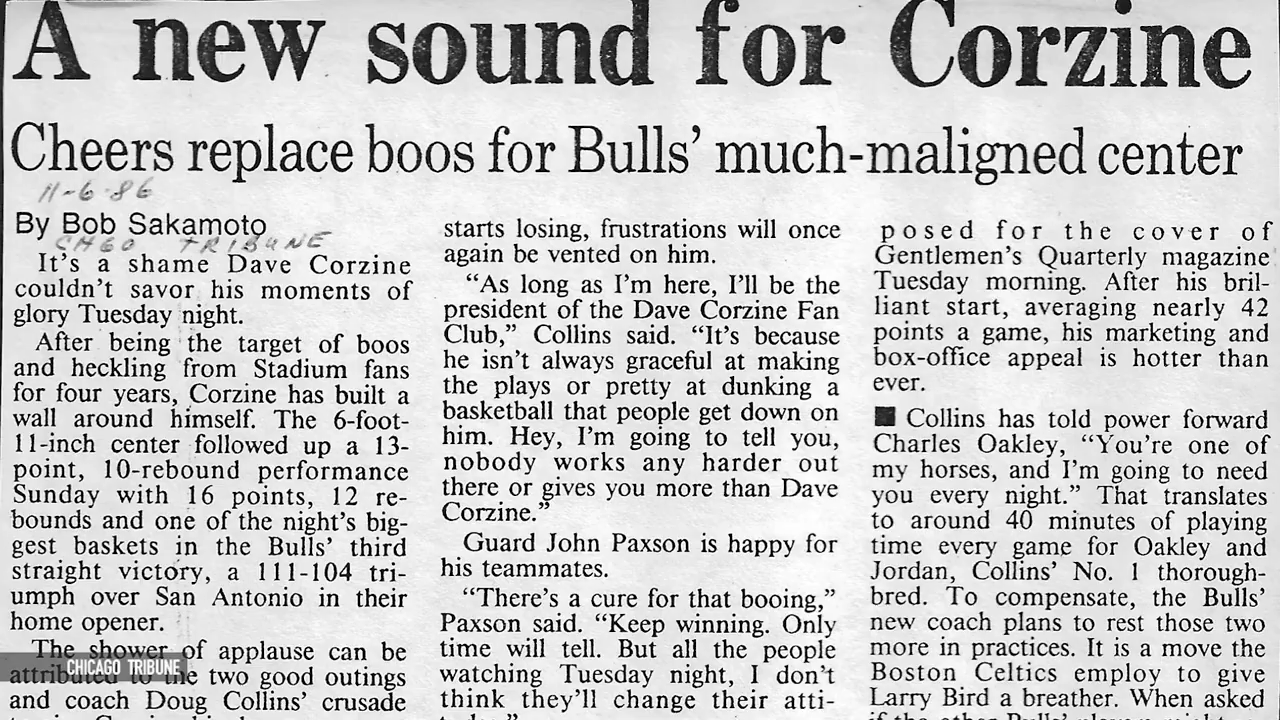 A new sound for Corzine
Cheers replace boos for Bulls’ much-maligned center
11-6-86
By Bob Sakamoto
CHGO TRIBUNE
It’s a shame Dave Corzine
couldn’t savor his moments of
glory Tuesday night.
After being the target of boos
and heckling from Stadium fans
for four years, Corzine has built a
wall around himself. The 6-foot-
11-inch center followed up a 13-
point, 10-rebound performance
Sunday with 16 points, 12 re-
bounds and one of the night’s big-
gest baskets in the Bulls’ third
straight victory, a 111-104 tri-
umph over San Antonio in their
home opener.
The shower of applause can be
attributed to the two good outings
and coach Doug Collins’ crusade
CHICAGO TRIBUNE
starts losing, frustrations will once
again be vented on him.
“As long as I’m here, I’ll be the
president of the Dave Corzine Fan
Club,” Collins said. “It’s because
he isn’t always graceful at making
the plays or pretty at dunking a
basketball that people get down on
him. Hey, I’m going to tell you,
nobody works any harder out
there or gives you more than Dave
Corzine.”
Guard John Paxson is happy for
his teammates.
“There’s a cure for that booing,”
Paxson said. “Keep winning. Only
time will tell. But all the people
watching Tuesday night, I don’t
think they’ll change their atti-
posed for the cover of
Gentlemen’s Quarterly magazine
Tuesday morning. After his bril-
liant start, averaging nearly 42
points a game, his marketing and
box-office appeal is hotter than
ever.
■ Collins has told power forward
Charles Oakley, “You’re one of
my horses, and I’m going to need
you every night.” That translates
to around 40 minutes of playing
time every game for Oakley and
Jordan, Collins’ No. 1 thorough-
bred. To compensate, the Bulls’
new coach plans to rest those two
more in practices. It is a move the
Boston Celtics employ to give
Larry Bird a breather. When asked